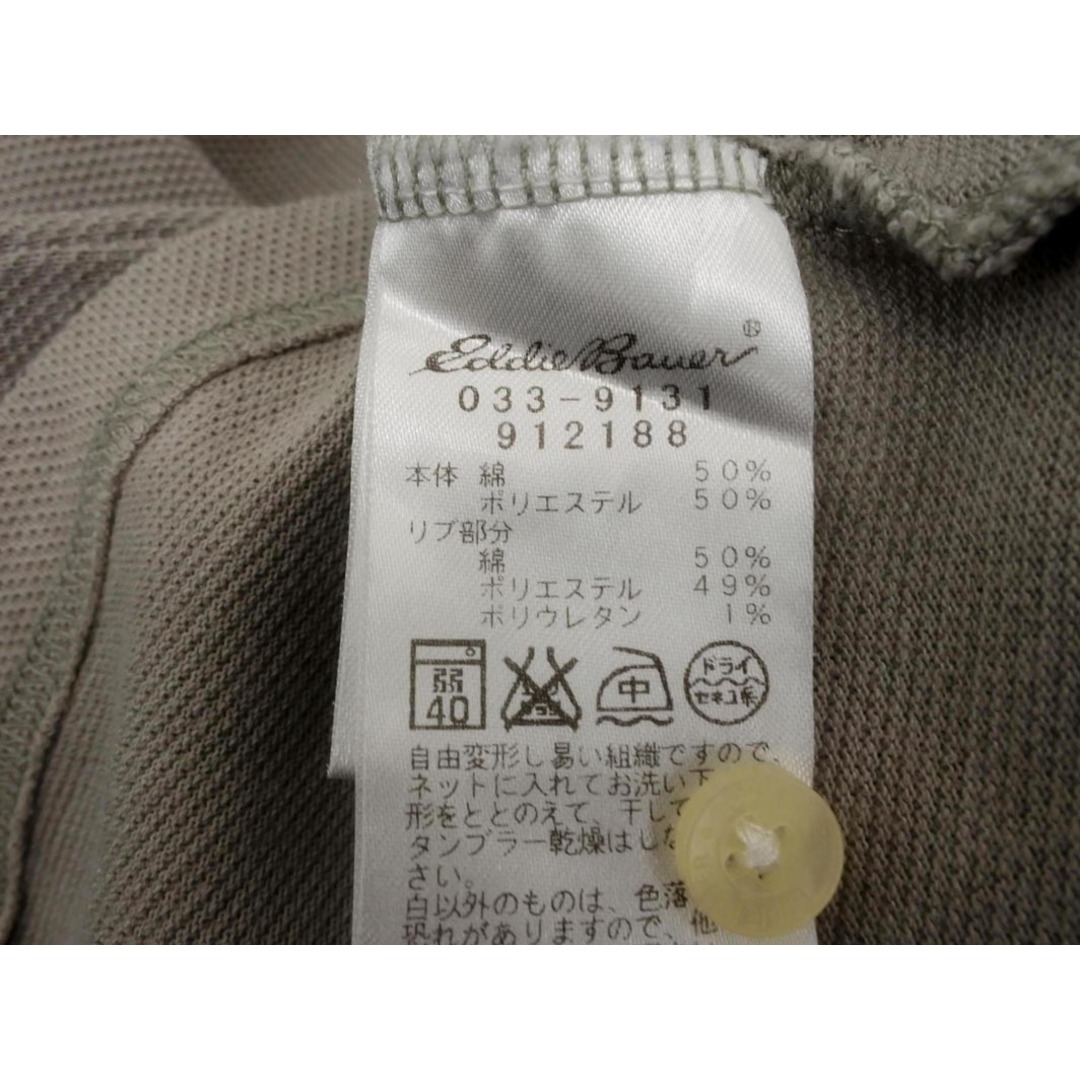 Eddie Bauer®
033-9131
912188
本体 綿 50%
ポリエステル 50%
リブ部分
綿 50%
ポリエステル 49%
ポリウレタン 1%
弱 中 ドライ
40 セキユ系
自由変形し易い組織ですので、
ネットに入れてお洗い下
形をととのえて、干して
タンブラー乾燥はしな
さい。
白以外のものは、色落
恐れがありますので、他